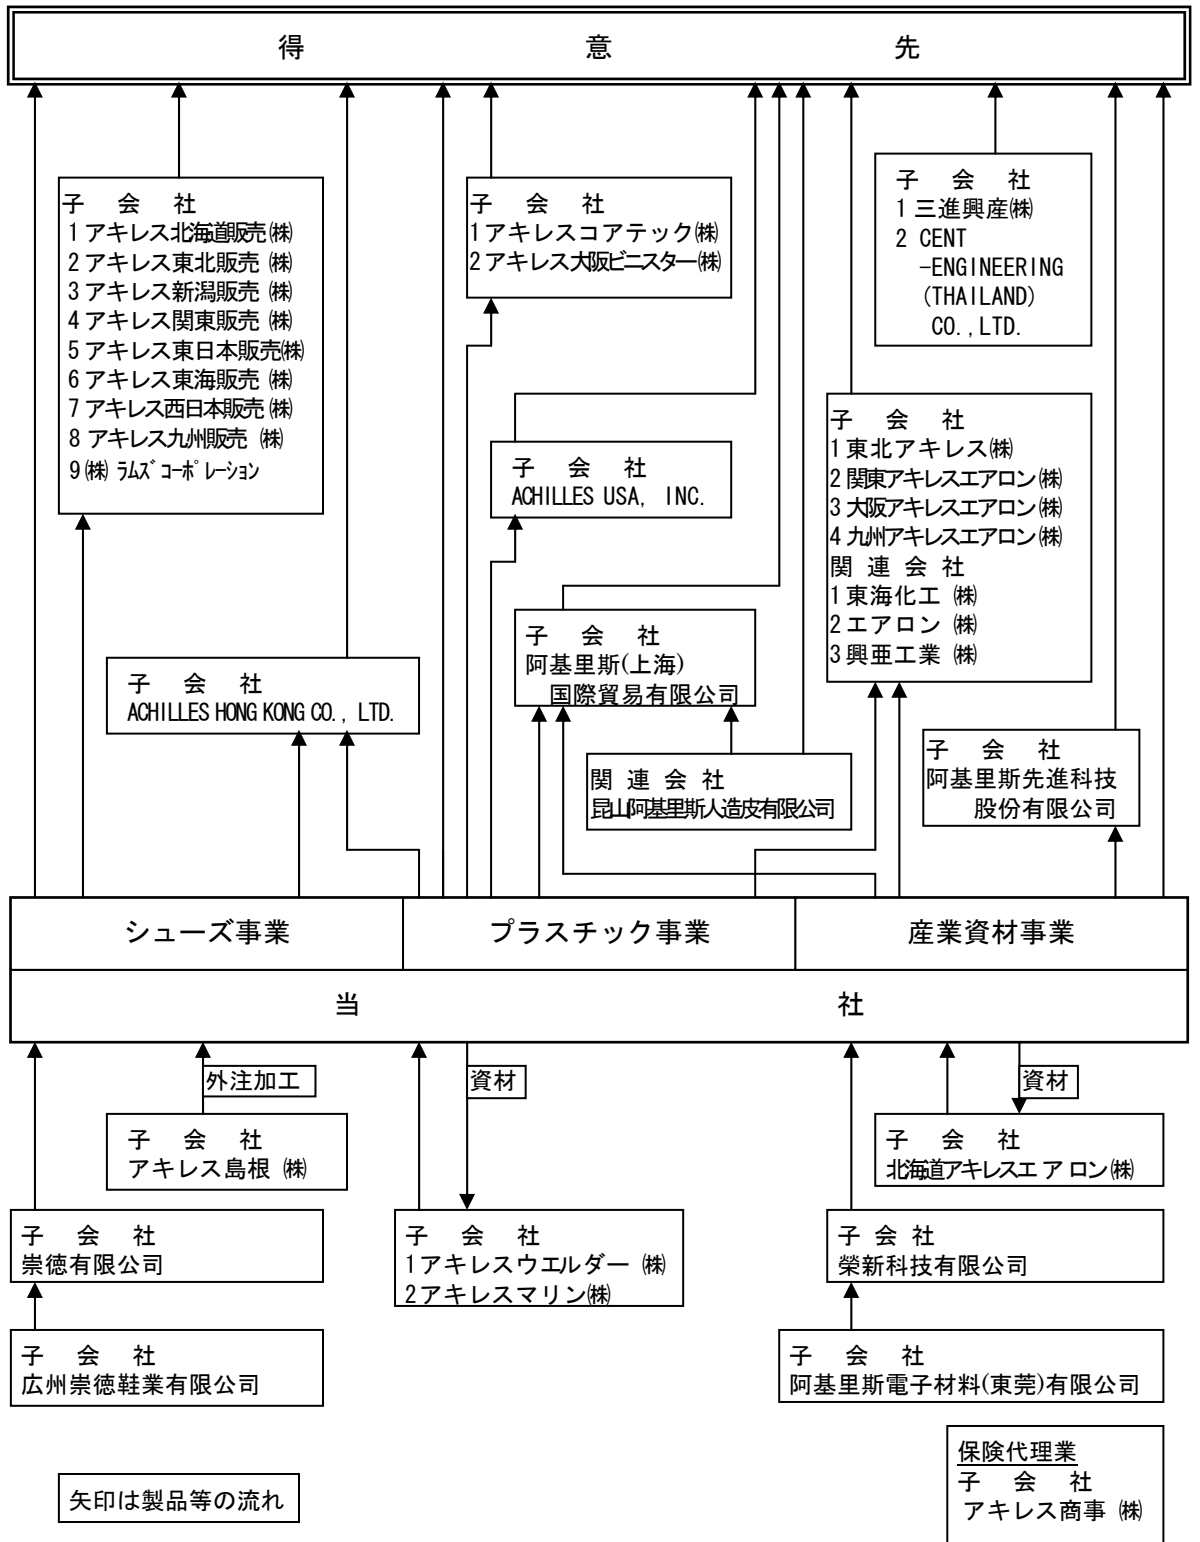 得意先
子会社
1 アキレス北海道販売㈱
2 アキレス東北販売 ㈱
3 アキレス新潟販売 ㈱
4 アキレス関東販売 ㈱
5 アキレス東日本販売㈱
6 アキレス東海販売 ㈱
7 アキレス西日本販売 ㈱
8 アキレス九州販売 ㈱
9 ㈱ ラムズコーポレーション
子会社
1 アキレスコアテック㈱
2 アキレス大阪ビニスター㈱
子会社
1 三進興産㈱
2 CENT
-ENGINEERING
(THAILAND)
CO.,LTD.
子会社
ACHILLES USA, INC.
子会社
1 東北アキレス㈱
2 関東アキレスエアロン㈱
3 大阪アキレスエアロン㈱
4 九州アキレスエアロン㈱
関連会社
1 東海化工 ㈱
2 エアロン ㈱
3 興亜工業 ㈱
子会社
阿基里斯(上海)
国際貿易有限公司
子会社
ACHILLES HONG KONG CO., LTD.
関連会社
昆山阿基里斯人造皮有限公司
子会社
阿基里斯先進科技
股份有限公司
シューズ事業
プラスチック事業
産業資材事業
当社
外注加工
資材
資材
子会社
アキレス島根 ㈱
子会社
北海道アキレスエアロン㈱
子会社
崇徳有限公司
子会社
1 アキレスウエルダー ㈱
2 アキレスマリン㈱
子会社
榮新科技有限公司
子会社
広州崇徳鞋業有限公司
子会社
阿基里斯電子材料(東莞)有限公司
保険代理業
子会社
アキレス商事 ㈱
矢印は製品等の流れ